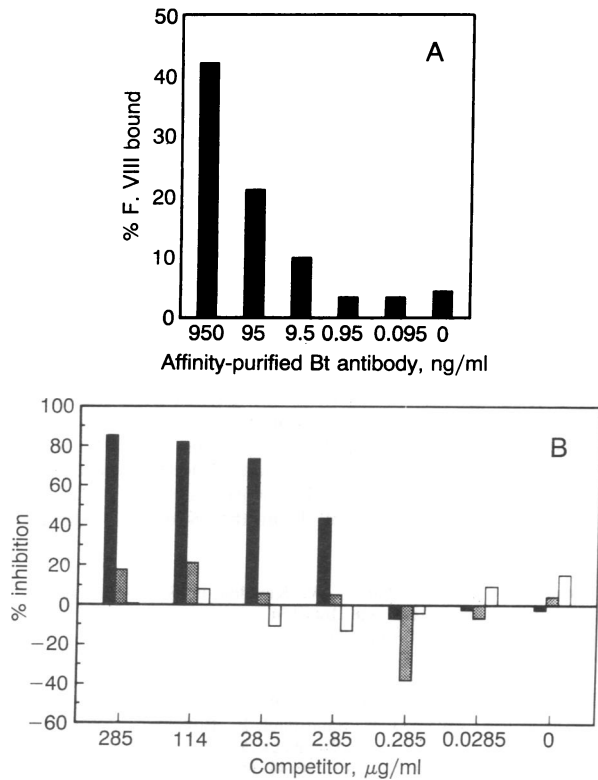 50
A
40
30
20
10
0
% F. VIII bound
950 95 9.5 0.95 0.095 0
Affinity-purified Bt antibody, ng/ml
100
B
80
60
40
20
0
−20
−40
−60
% inhibition
285 114 28.5 2.85 0.285 0.0285 0
Competitor, μg/ml